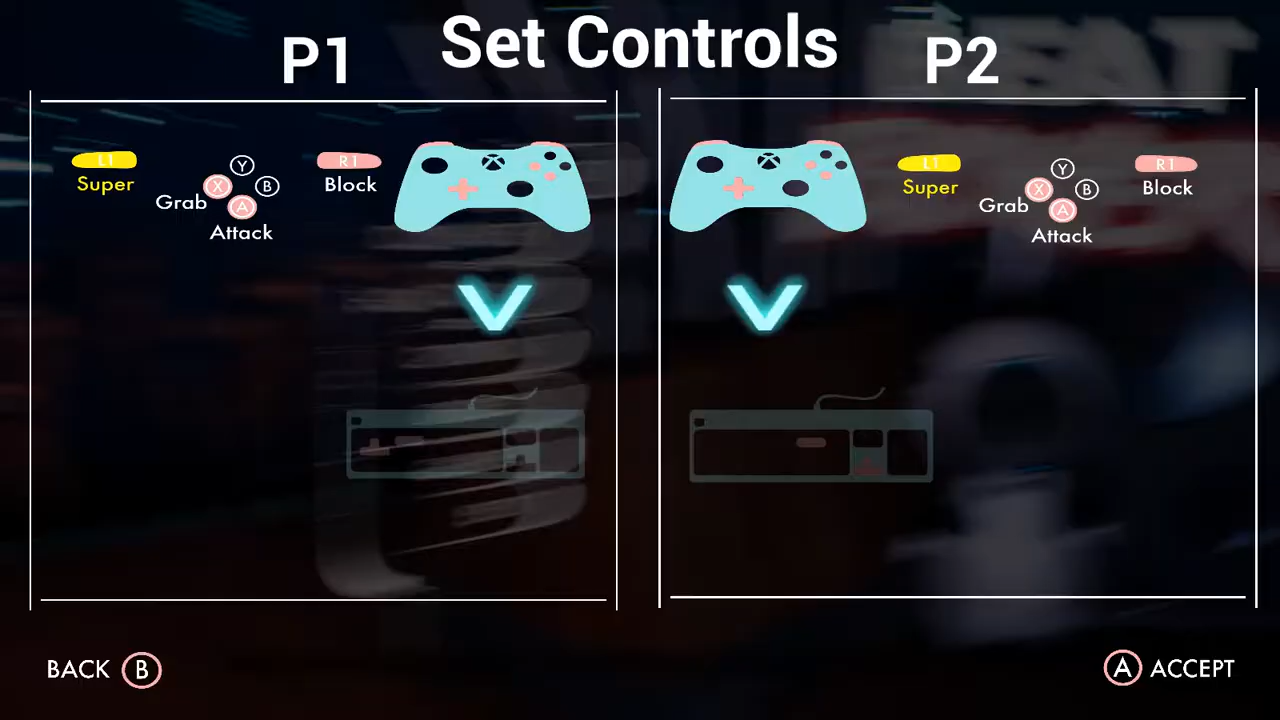 Set Controls
P1
P2
L1
Super
Y
X
B
A
Grab
Attack
R1
Block
L1
Super
Y
X
B
A
Grab
Attack
R1
Block
BACK B
A ACCEPT